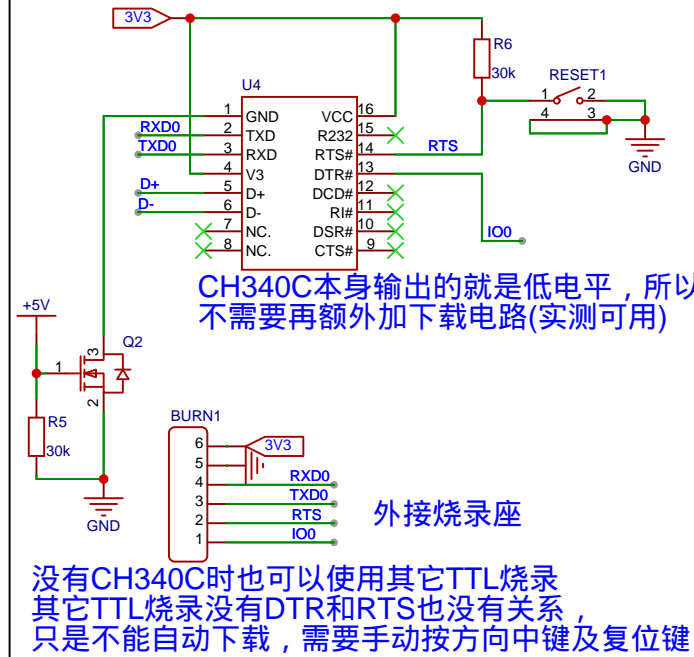 3V3
R6
30k
RESET1
1 2
4 3
GND
U4
1 GND VCC 16
RXD0 2 TXD R232 15
TXD0 3 RXD RTS# 14 RTS
4 V3 DTR# 13
D+ 5 D+ DCD# 12
D- 6 D- RI# 11
7 NC. DSR# 10
8 NC. CTS# 9
IO0
CH340C本身输出的就是低电平，所以
不需要再额外加下载电路(实测可用)
+5V
Q2
1
3
2
R5
30k
GND
BURN1
6 3V3
5
4 RXD0
3 TXD0
2 RTS
1 IO0
外接烧录座
没有CH340C时也可以使用其它TTL烧录
其它TTL烧录没有DTR和RTS也没有关系，
只是不能自动下载，需要手动按方向中键及复位键